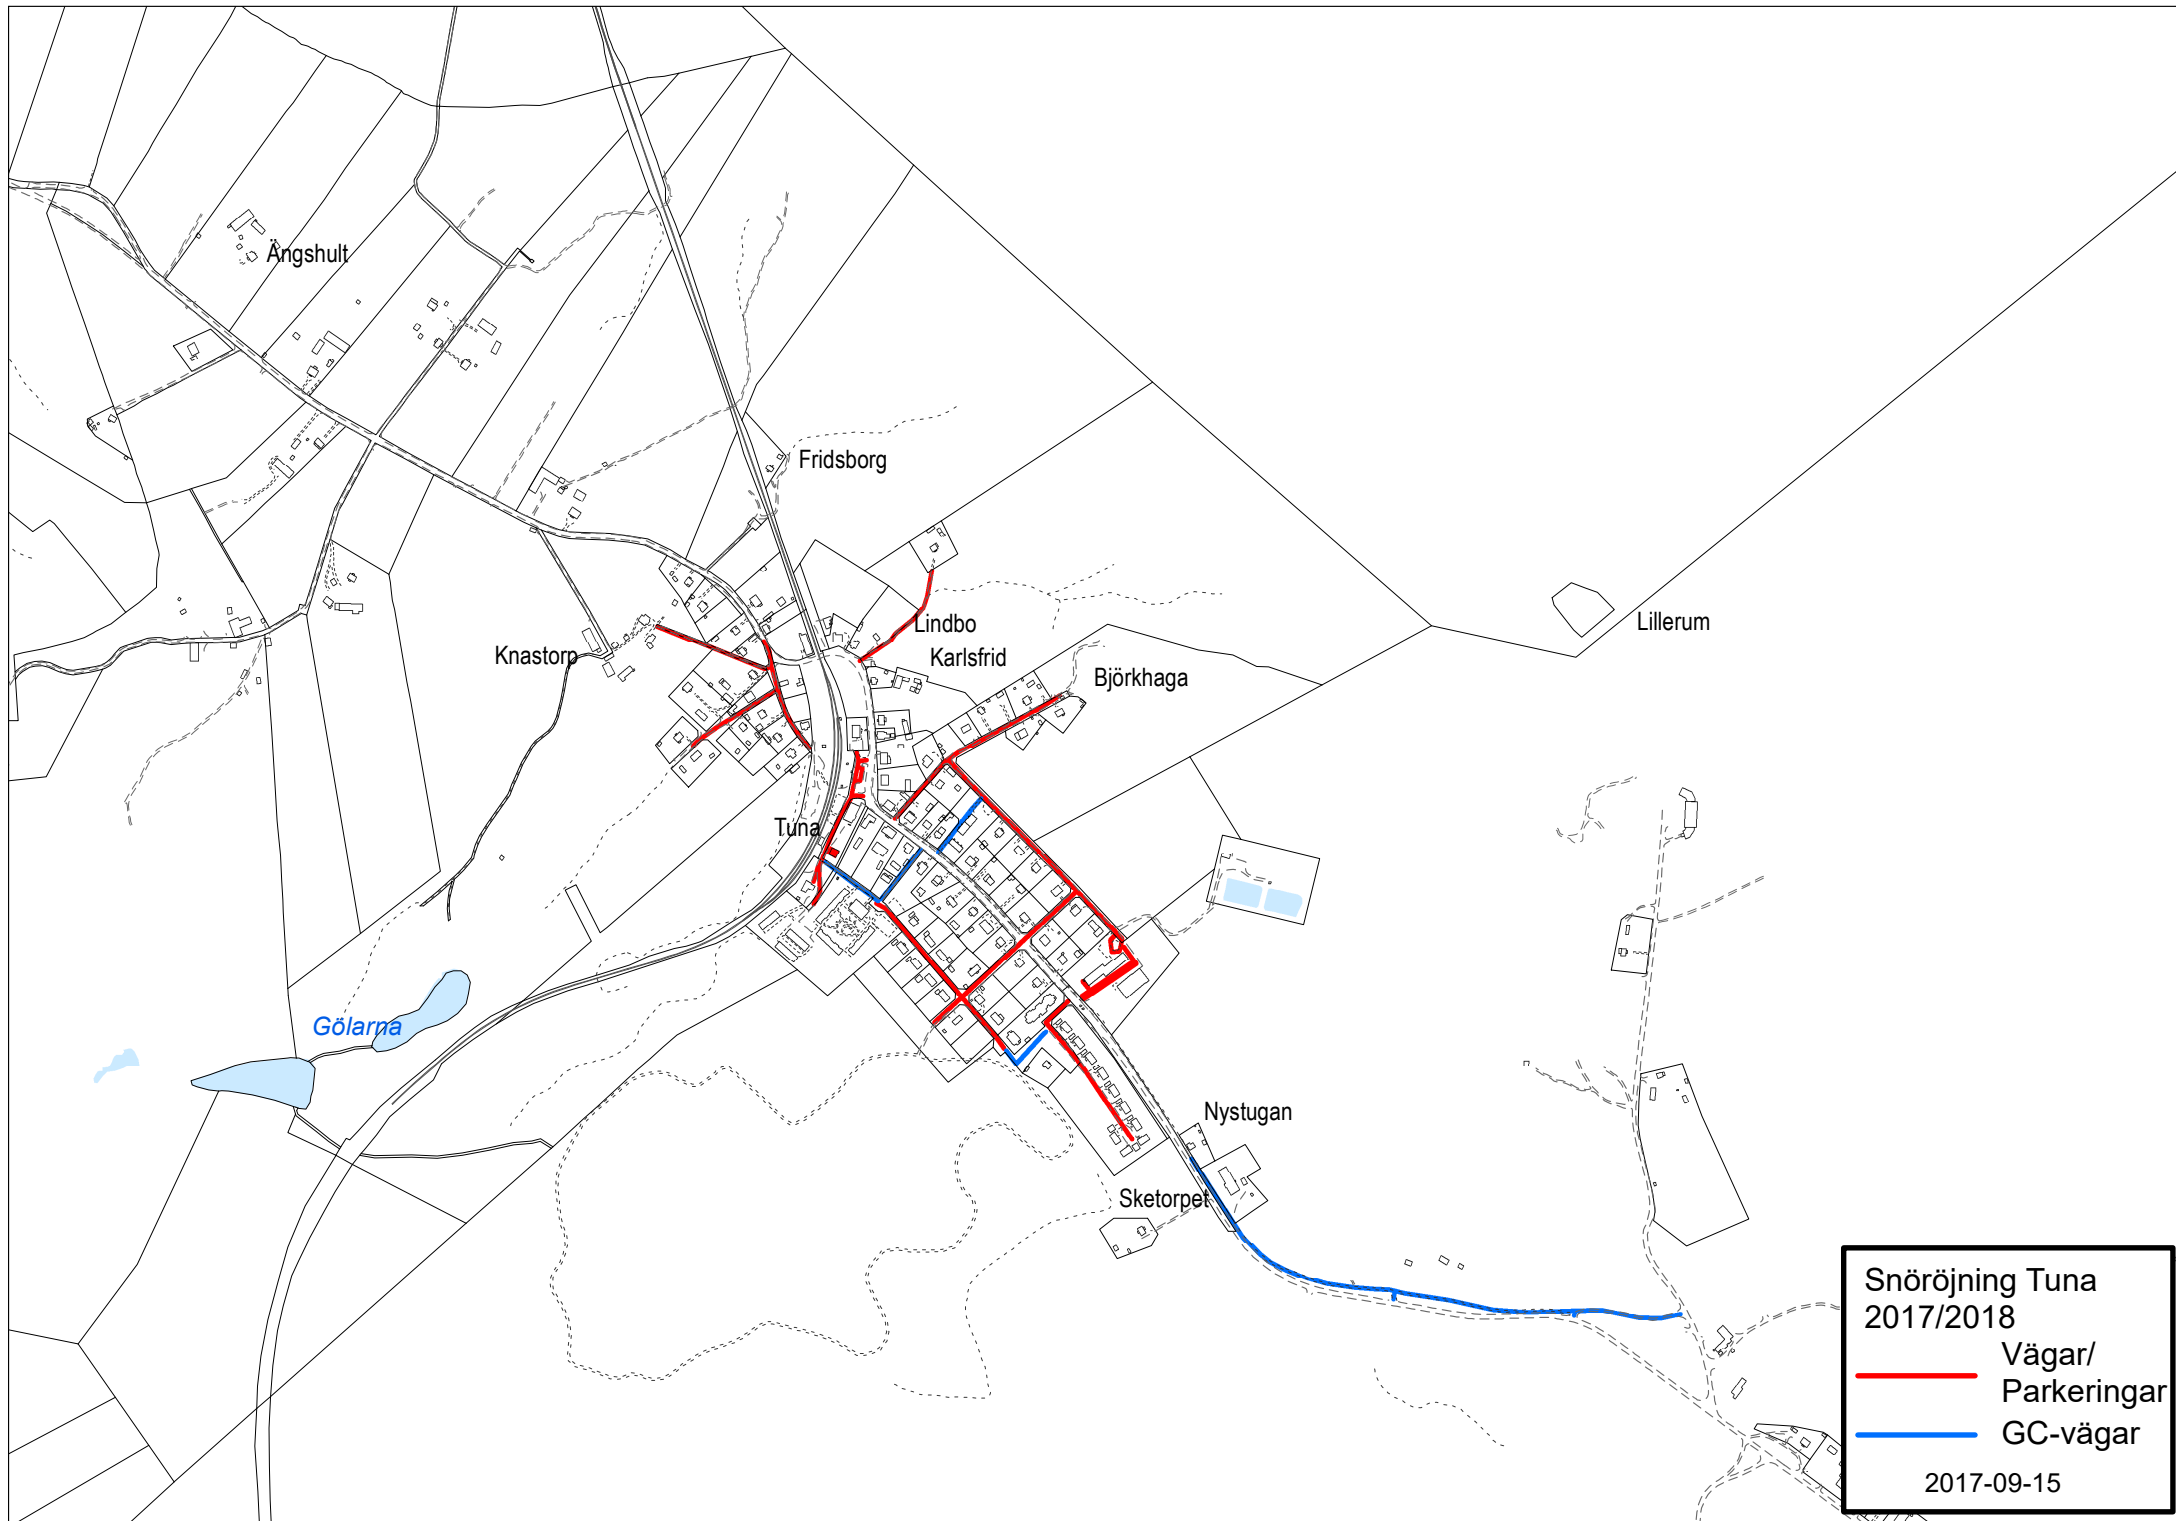 Ängshult
Fridsborg
Lindbo
Lillerum
Knastorp
Karlsfrid
Björkhaga
Tuna
Gölarna
Nystugan
Sketorpet
Snöröjning Tuna
2017/2018
Vägar/
Parkeringar
GC-vägar
2017-09-15